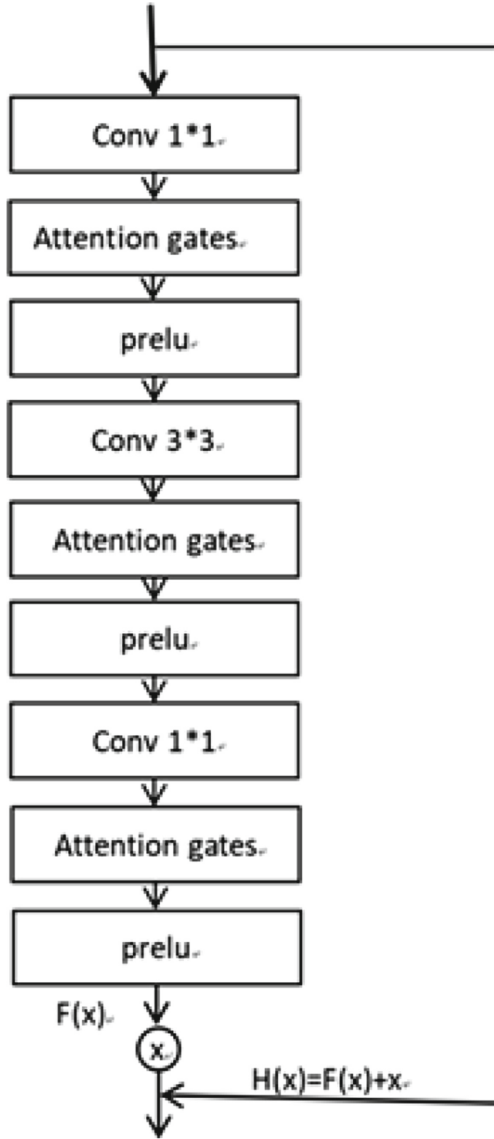 Conv 1*1
Attention gates
prelu
Conv 3*3
Attention gates
prelu
Conv 1*1
Attention gates
prelu
F(x)
x
H(x)=F(x)+x